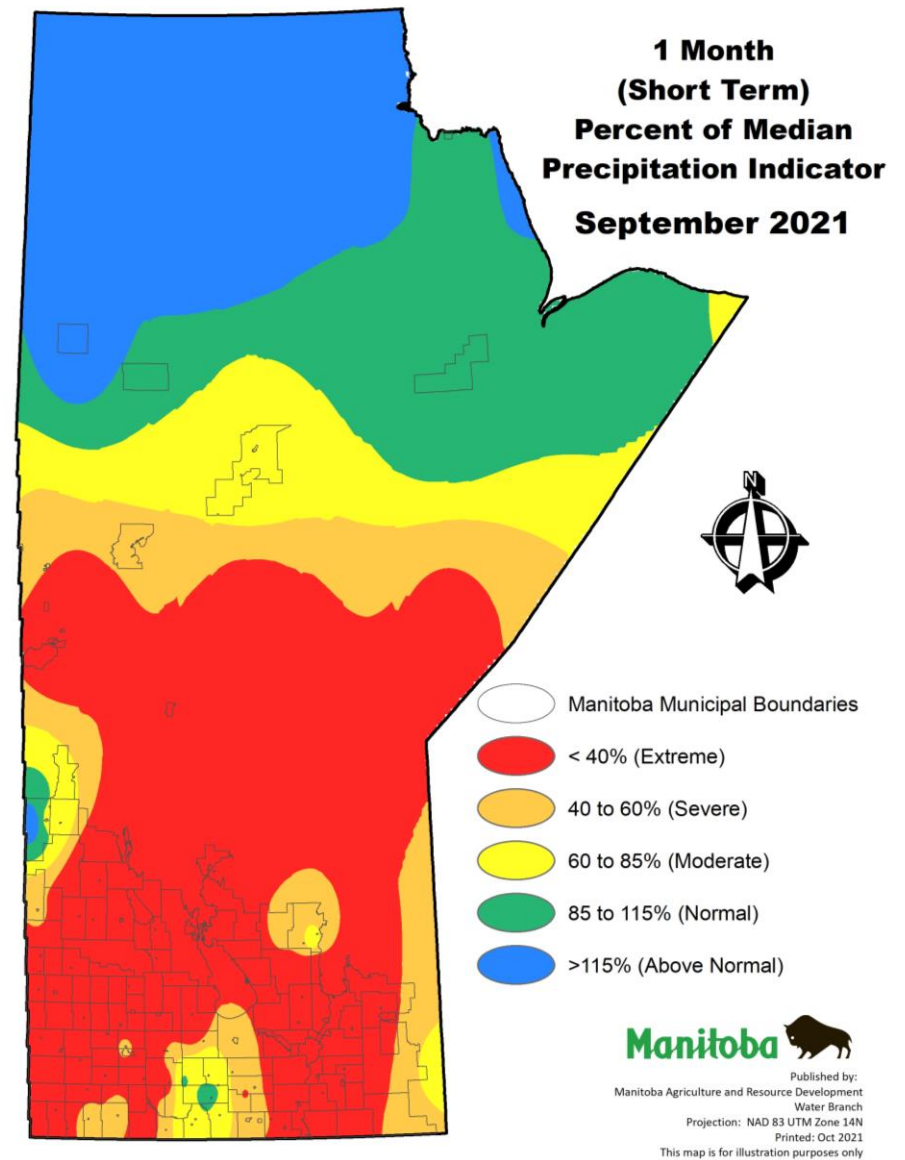 1 Month
(Short Term)
Percent of Median
Precipitation Indicator
September 2021
N
Manitoba Municipal Boundaries
< 40% (Extreme)
40 to 60% (Severe)
60 to 85% (Moderate)
85 to 115% (Normal)
>115% (Above Normal)
Manitoba
Published by:
Manitoba Agriculture and Resource Development
Water Branch
Projection: NAD 83 UTM Zone 14N
Printed: Oct 2021
This map is for illustration purposes only